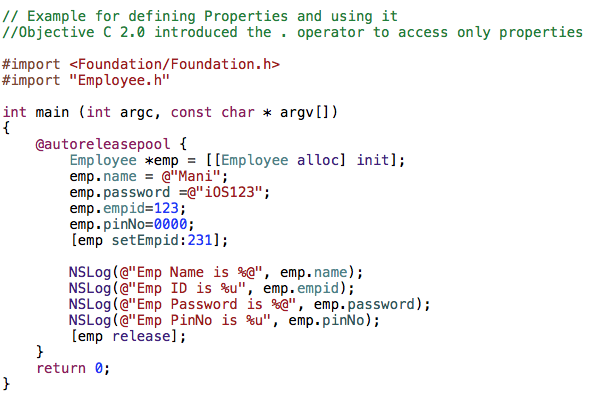 // Example for defining Properties and using it
//Objective C 2.0 introduced the . operator to access only properties
#import <Foundation/Foundation.h>
#import "Employee.h"
int main (int argc, const char * argv[])
{
@autoreleasepool {
Employee *emp = [[Employee alloc] init];
emp.name = @"Mani";
emp.password =@"iOS123";
emp.empid=123;
emp.pinNo=0000;
[emp setEmpid:231];
NSLog(@"Emp Name is %@", emp.name);
NSLog(@"Emp ID is %u", emp.empid);
NSLog(@"Emp Password is %@", emp.password);
NSLog(@"Emp PinNo is %u", emp.pinNo);
[emp release];
}
return 0;
}